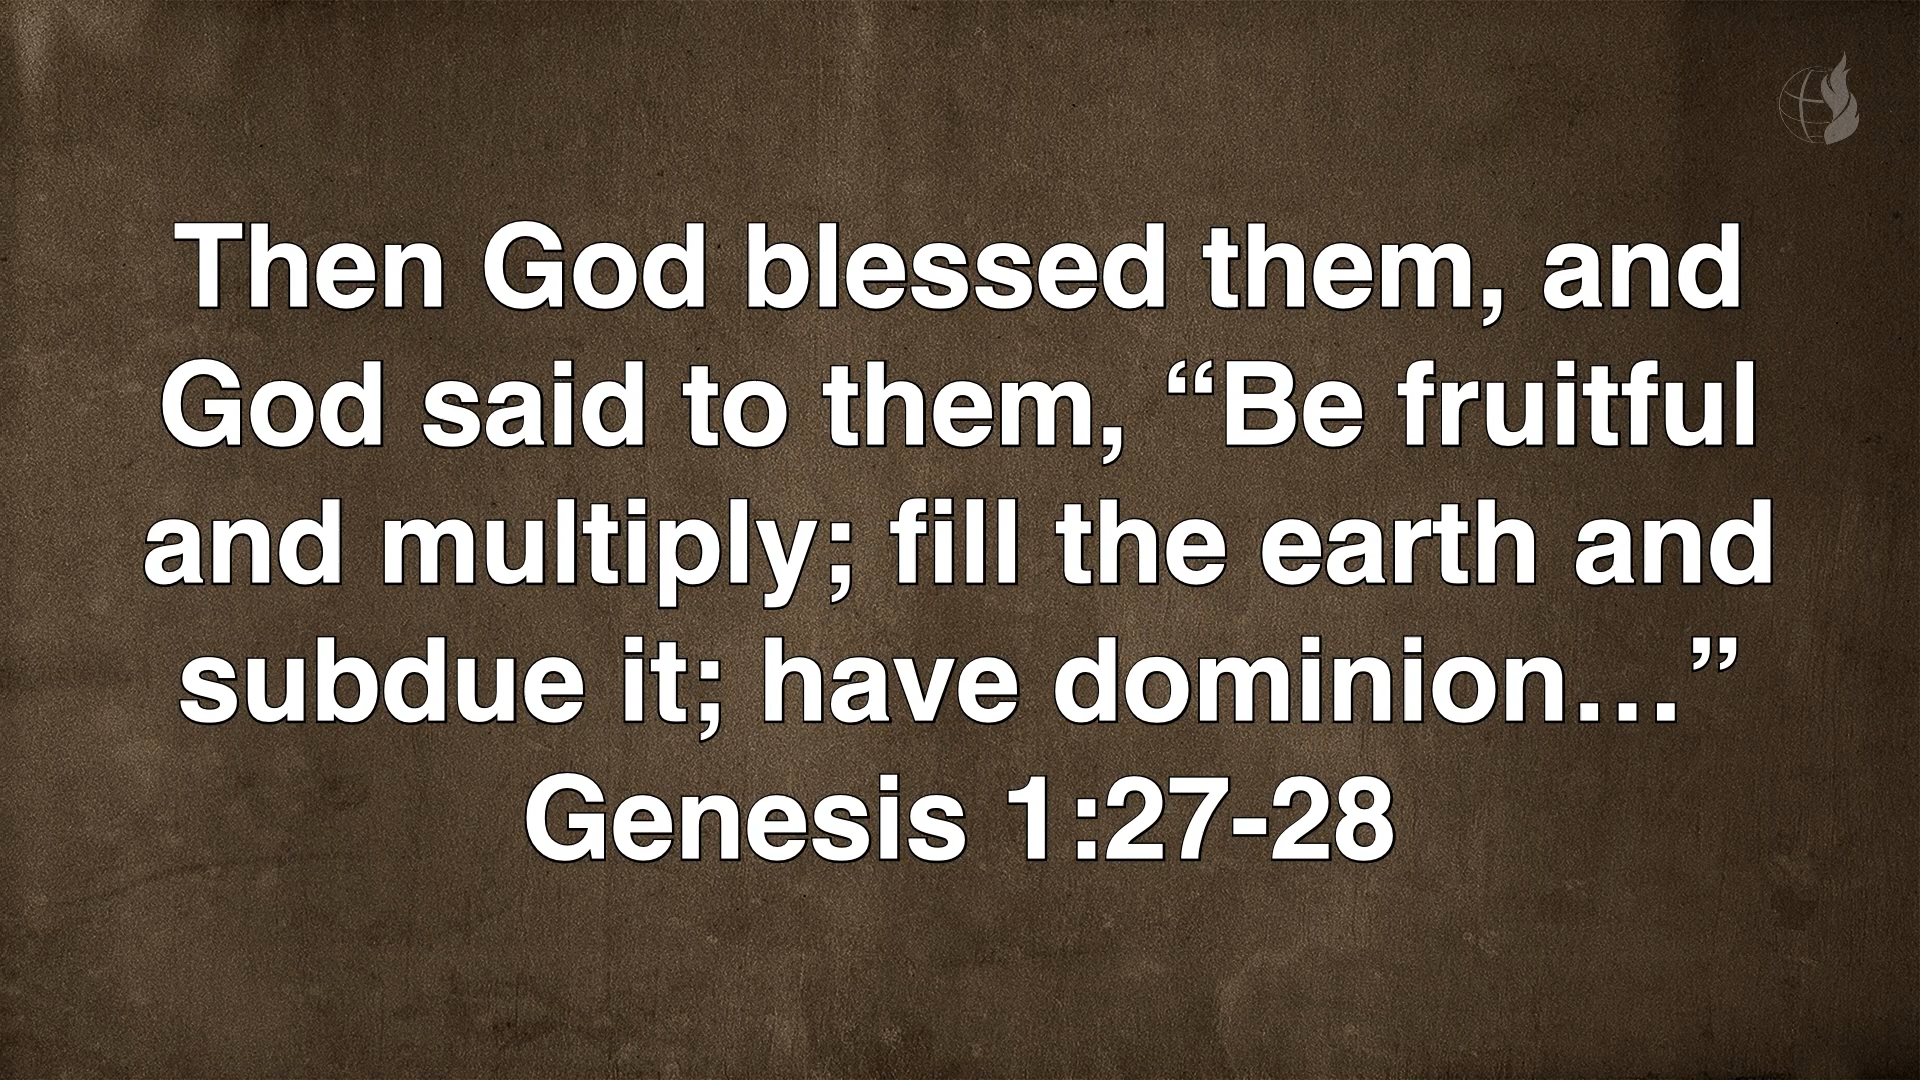 Then God blessed them, and
God said to them, “Be fruitful
and multiply; fill the earth and
subdue it; have dominion…”
Genesis 1:27-28